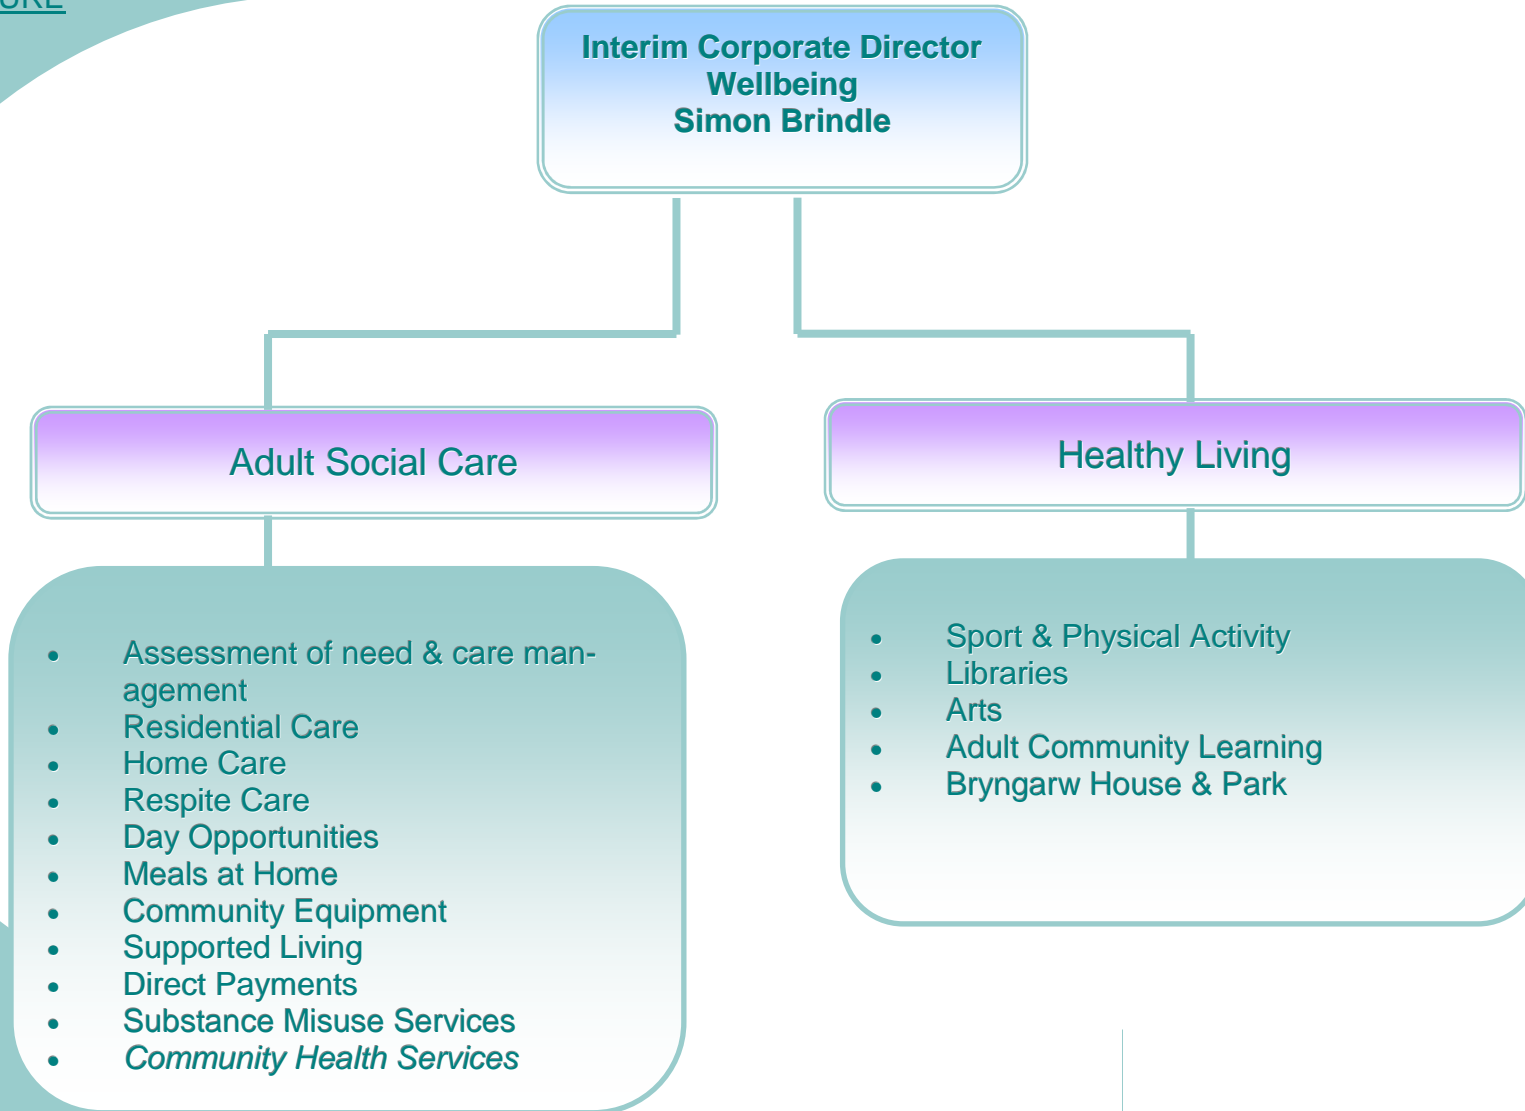 URE
Interim Corporate Director
Wellbeing
Simon Brindle
Adult Social Care
Healthy Living
• Assessment of need & care man-
agement
• Residential Care
• Home Care
• Respite Care
• Day Opportunities
• Meals at Home
• Community Equipment
• Supported Living
• Direct Payments
• Substance Misuse Services
• Community Health Services
• Sport & Physical Activity
• Libraries
• Arts
• Adult Community Learning
• Bryngarw House & Park